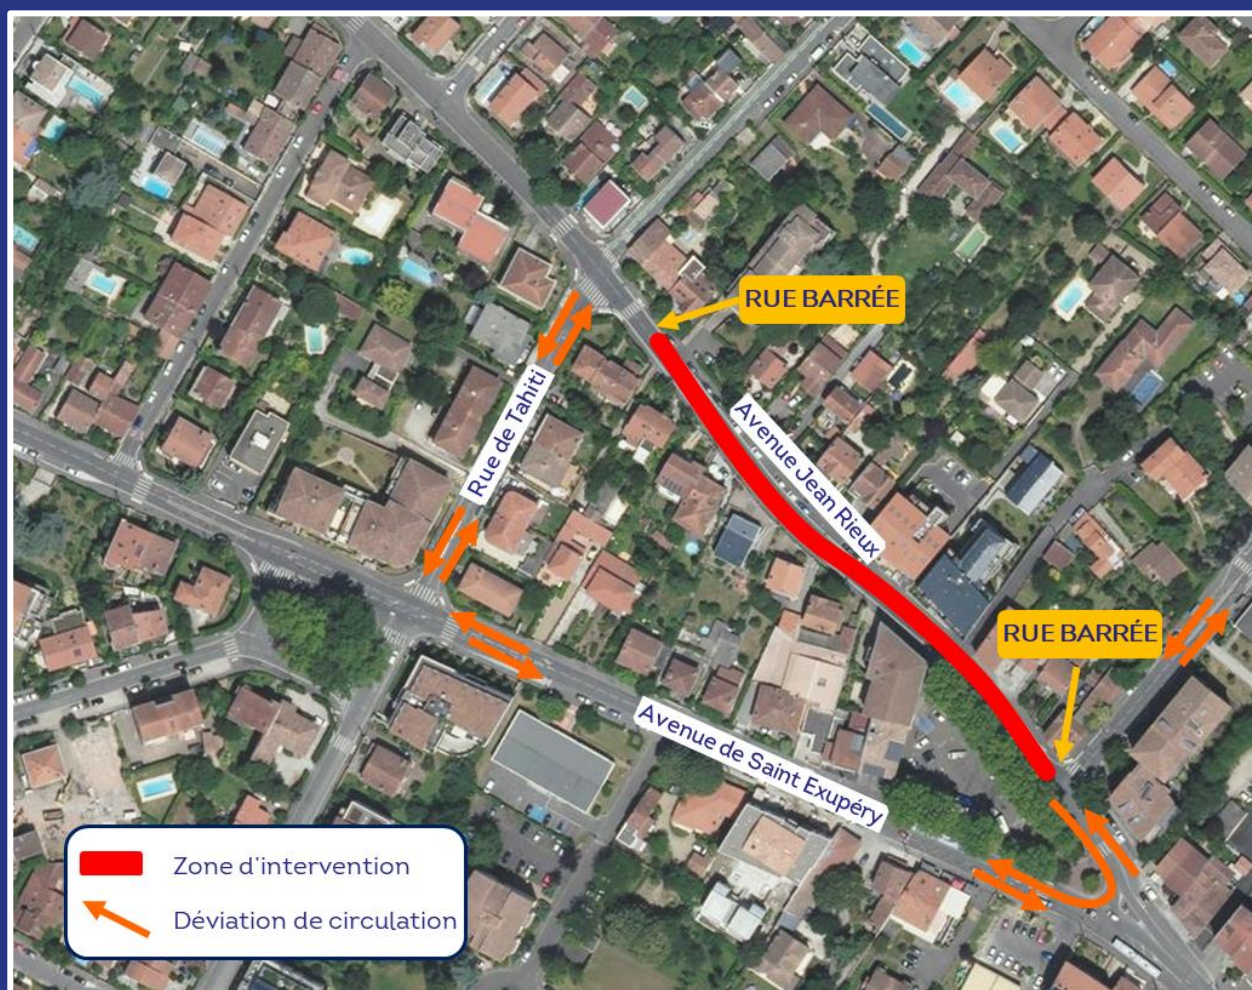 RUE BARRÉE
Rue de Tahiti
Avenue Jean Rieux
RUE BARRÉE
Avenue de Saint Exupéry
Zone d'intervention
Déviation de circulation